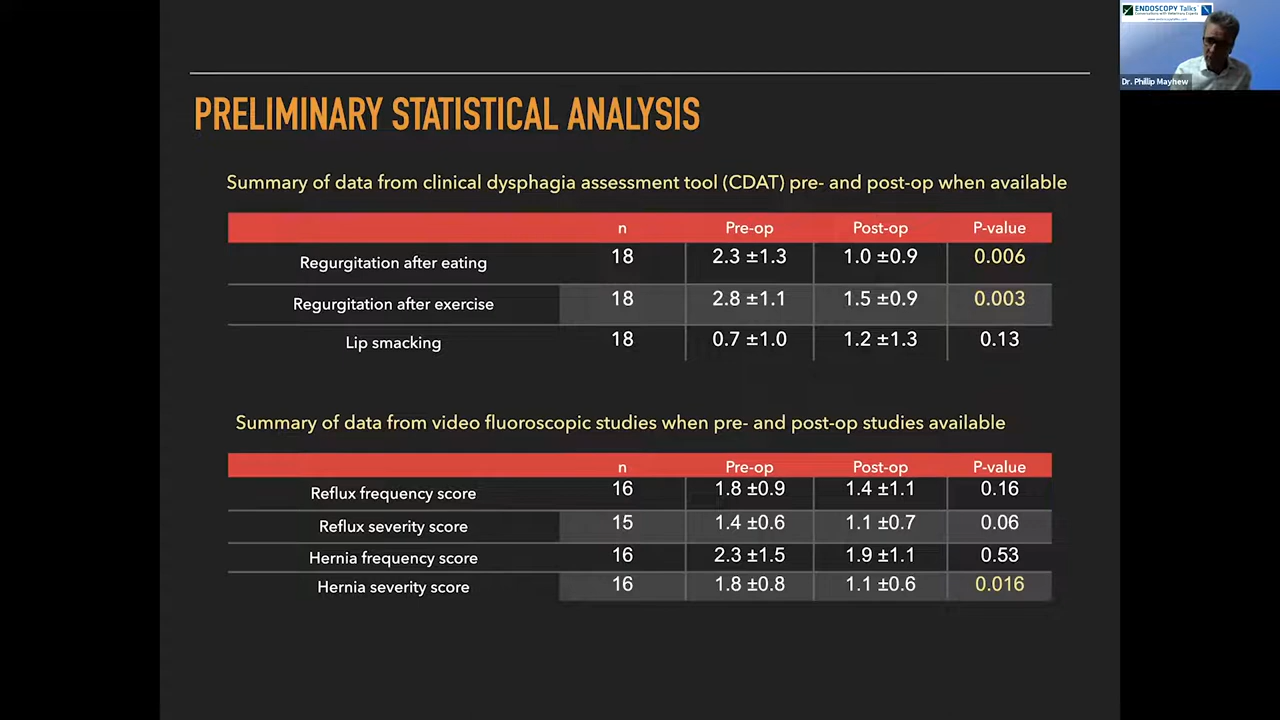 ENDOSCOPY Talks
Conversations with Veterinary Experts
Dr. Phillip Mayhew
PRELIMINARY STATISTICAL ANALYSIS
Summary of data from clinical dysphagia assessment tool (CDAT) pre- and post-op when available
n Pre-op Post-op P-value
Regurgitation after eating 18 2.3 ±1.3 1.0 ±0.9 0.006
Regurgitation after exercise 18 2.8 ±1.1 1.5 ±0.9 0.003
Lip smacking 18 0.7 ±1.0 1.2 ±1.3 0.13
Summary of data from video fluoroscopic studies when pre- and post-op studies available
n Pre-op Post-op P-value
Reflux frequency score 16 1.8 ±0.9 1.4 ±1.1 0.16
Reflux severity score 15 1.4 ±0.6 1.1 ±0.7 0.06
Hernia frequency score 16 2.3 ±1.5 1.9 ±1.1 0.53
Hernia severity score 16 1.8 ±0.8 1.1 ±0.6 0.016